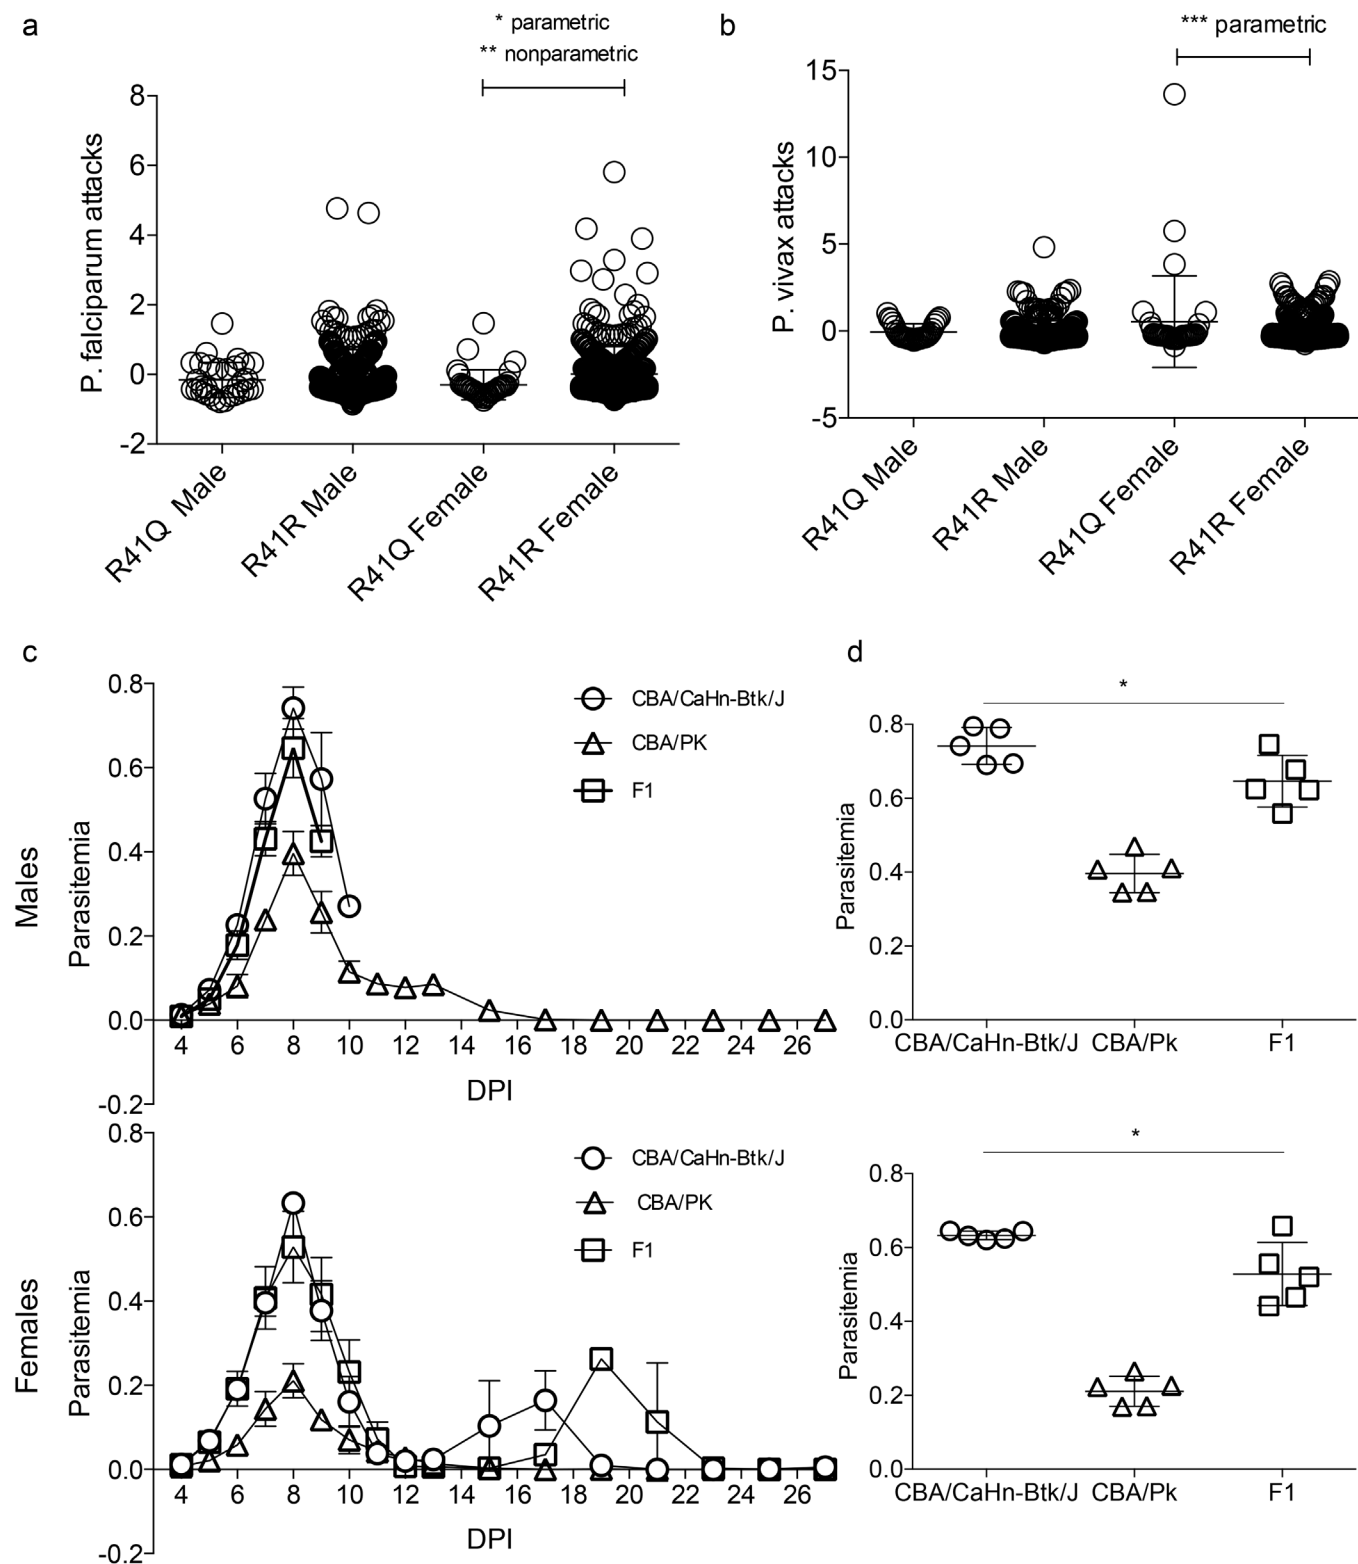 a
* parametric
** nonparametric
P. falciparum attacks
8
6
4
2
0
-2
R41Q Male
R41R Male
R41Q Female
R41R Female
b
*** parametric
P. vivax attacks
15
10
5
0
-5
R41Q Male
R41R Male
R41Q Female
R41R Female
c
Males
Parasitemia
0.8
0.6
0.4
0.2
0.0
-0.2
4 6 8 10 12 14 16 18 20 22 24 26
DPI
CBA/CaHn-Btk/J
CBA/PK
F1
d
*
Parasitemia
0.8
0.6
0.4
0.2
0.0
CBA/CaHn-Btk/J CBA/Pk F1
Females
Parasitemia
0.8
0.6
0.4
0.2
0.0
-0.2
4 6 8 10 12 14 16 18 20 22 24 26
DPI
CBA/CaHn-Btk/J
CBA/PK
F1
*
Parasitemia
0.8
0.6
0.4
0.2
0.0
CBA/CaHn-Btk/J CBA/Pk F1